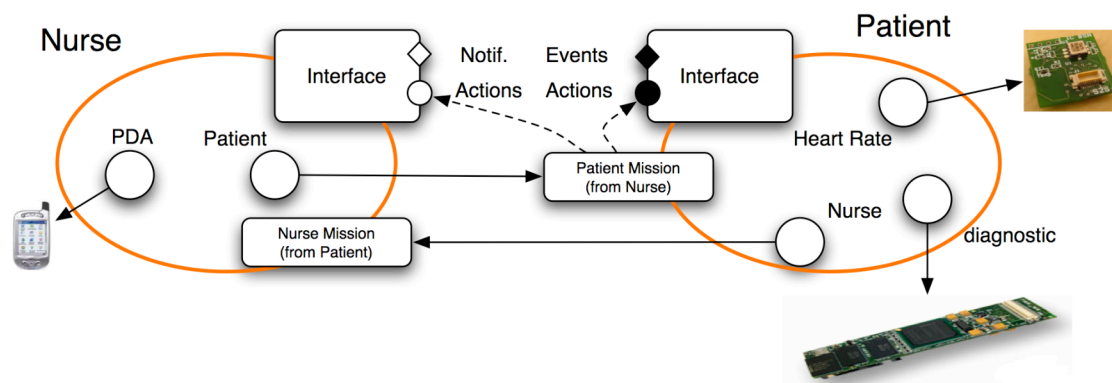 Nurse
Patient
Interface
Notif.
Events
Interface
Actions
Actions
PDA
Patient
Heart Rate
Patient Mission
(from Nurse)
Nurse
Nurse Mission
(from Patient)
diagnostic